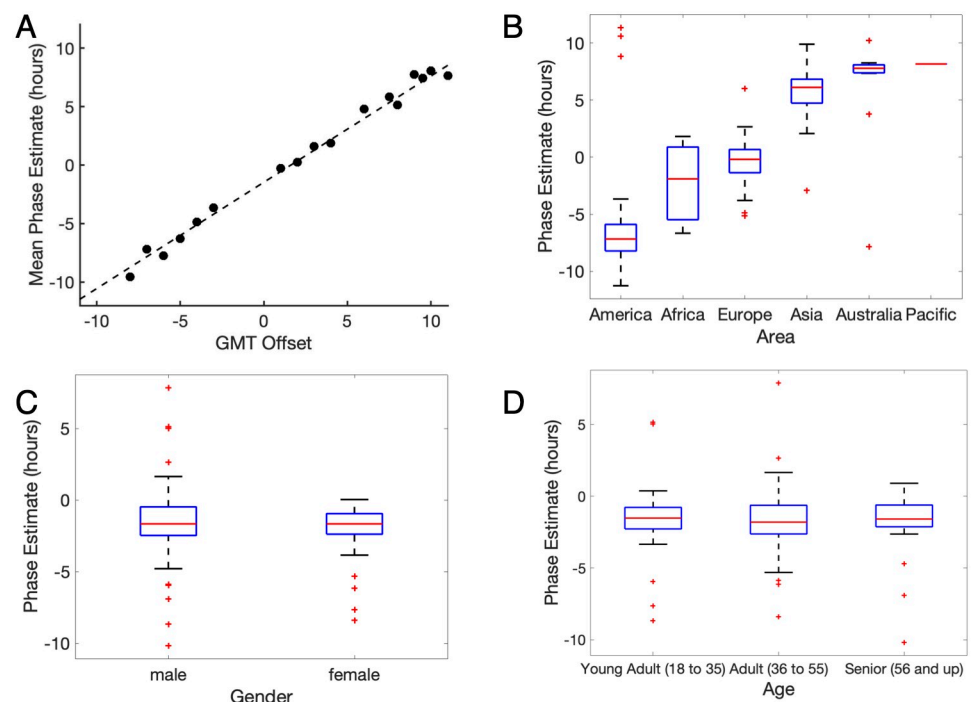 A
Mean Phase Estimate (hours)
10
5
0
-5
-10
-10 -5 0 5 10
GMT Offset
B
Phase Estimate (hours)
10
5
0
-5
-10
America Africa Europe Asia Australia Pacific
Area
C
Phase Estimate (hours)
5
0
-5
-10
male female
Gender
D
Phase Estimate (hours)
5
0
-5
-10
Young Adult (18 to 35) Adult (36 to 55) Senior (56 and up)
Age